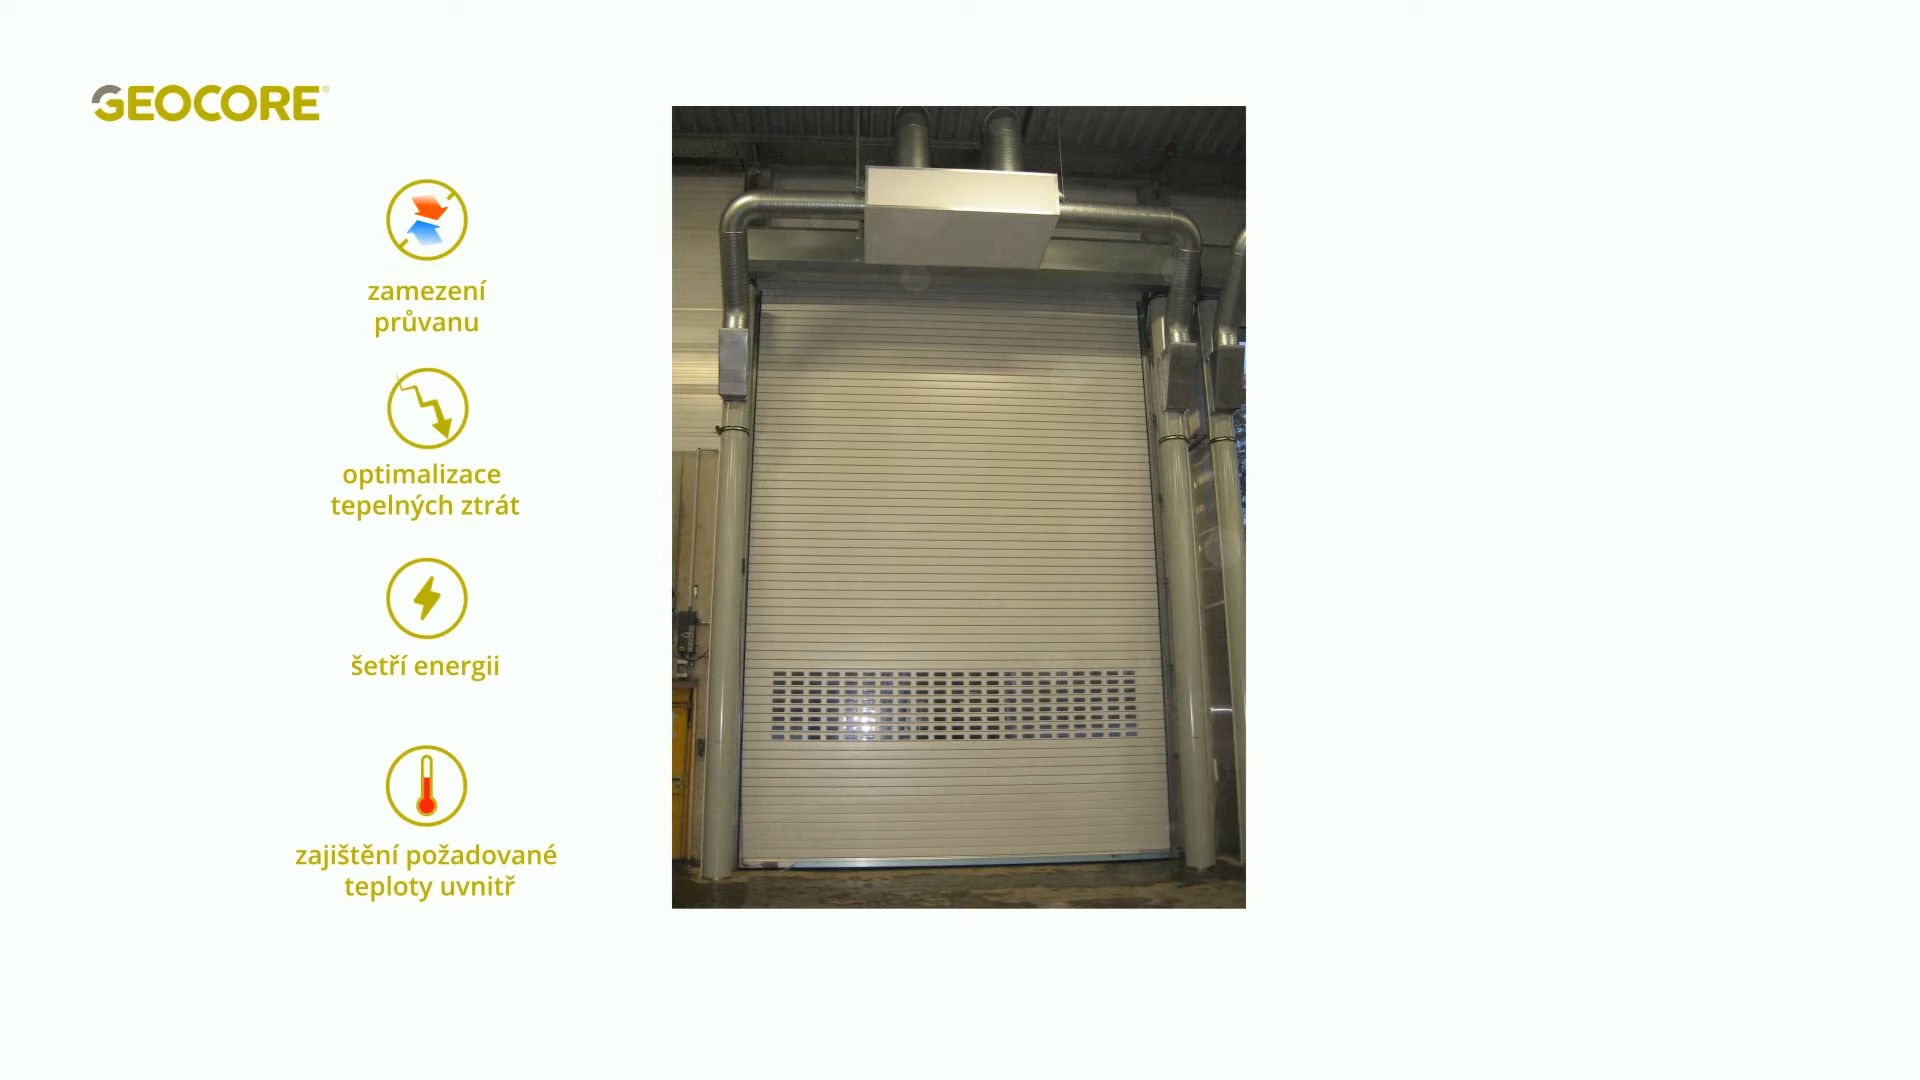 GEOCORE®
zamezení
průvanu
optimalizace
tepelných ztrát
šetří energii
zajištění požadované
teploty uvnitř